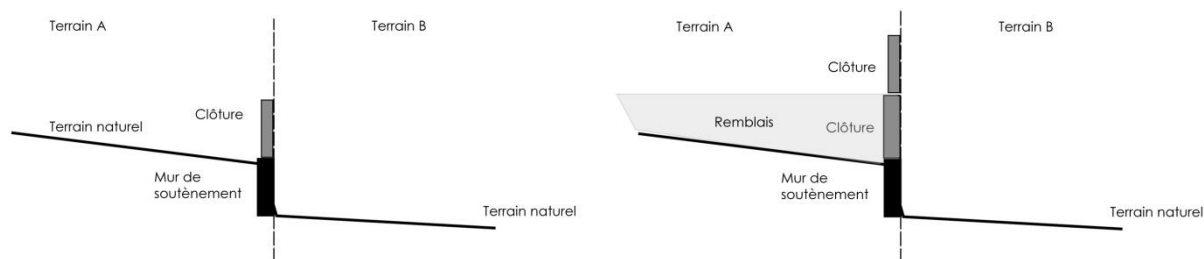 Terrain A
Terrain B
Clôture
Terrain naturel
Mur de
soutènement
Terrain naturel
Terrain A
Terrain B
Clôture
Remblais
Clôture
Terrain naturel
Mur de
soutènement
Terrain naturel